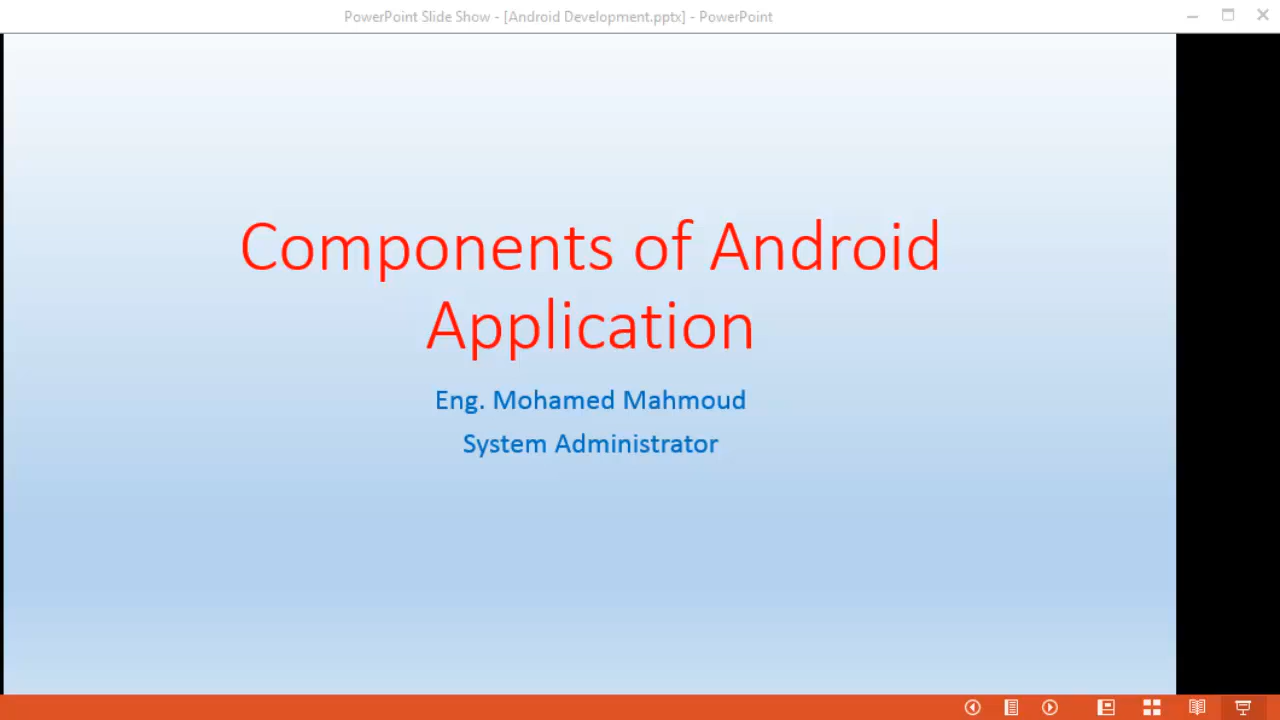 PowerPoint Slide Show - [Android Development.pptx] - PowerPoint
Components of Android
Application
Eng. Mohamed Mahmoud
System Administrator